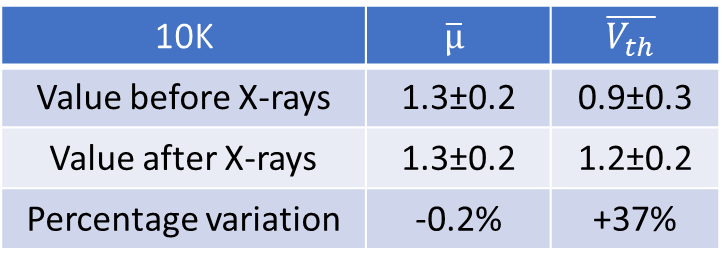 10K μ̄ V̅t̅h̅
Value before X-rays 1.3±0.2 0.9±0.3
Value after X-rays 1.3±0.2 1.2±0.2
Percentage variation -0.2% +37%